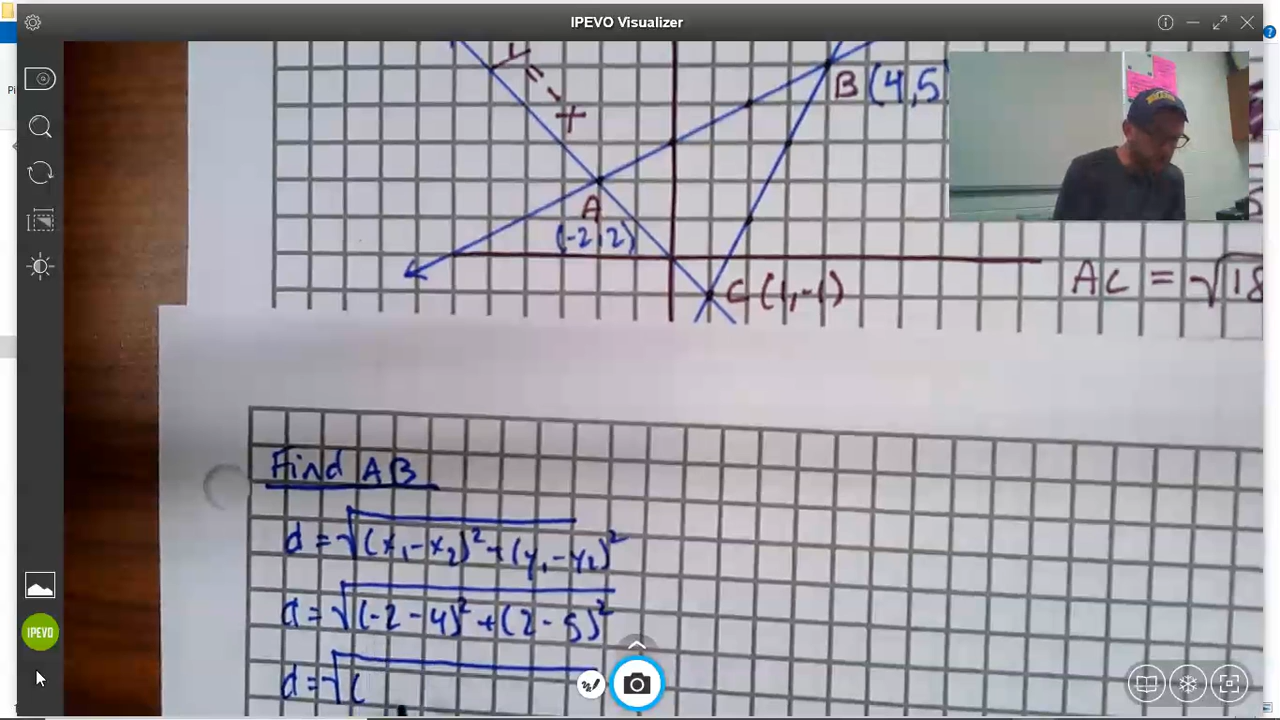 IPEVO Visualizer
B (4,5
A
(-2,2)
C (1,-1)
AC = √18
Find AB
d = √(x₁-x₂)²+(y₁-y₂)²
d = √(-2-4)²+(2-5)²
d = √(
IPEVO